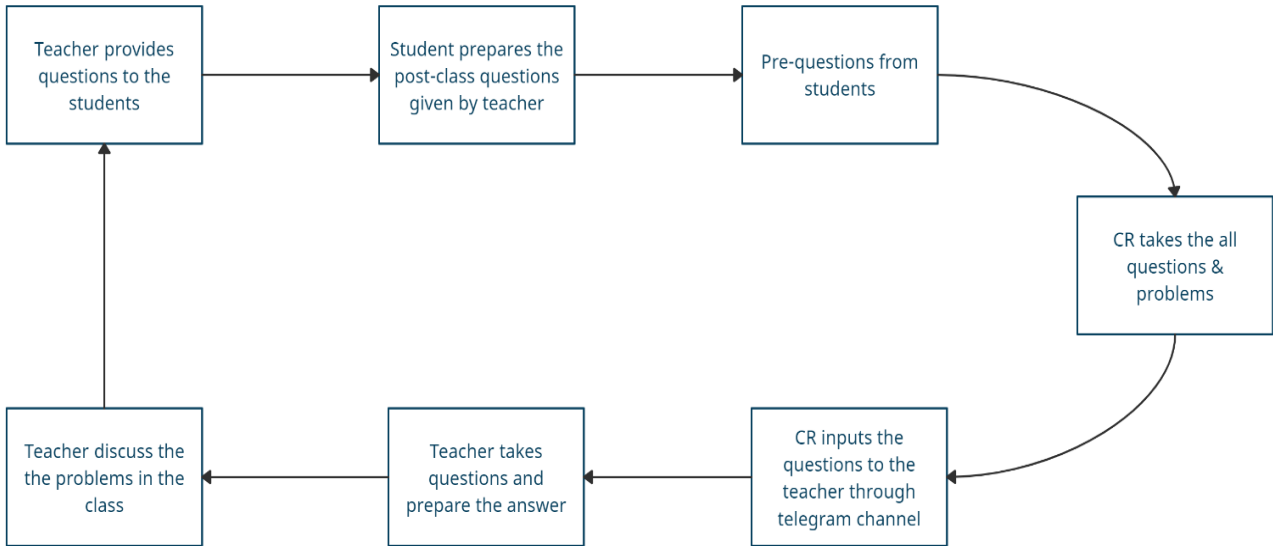 Teacher provides
questions to the
students
Student prepares the
post-class questions
given by teacher
Pre-questions from
students
CR takes the all
questions &
problems
CR inputs the
questions to the
teacher through
telegram channel
Teacher takes
questions and
prepare the answer
Teacher discuss the
the problems in the
class